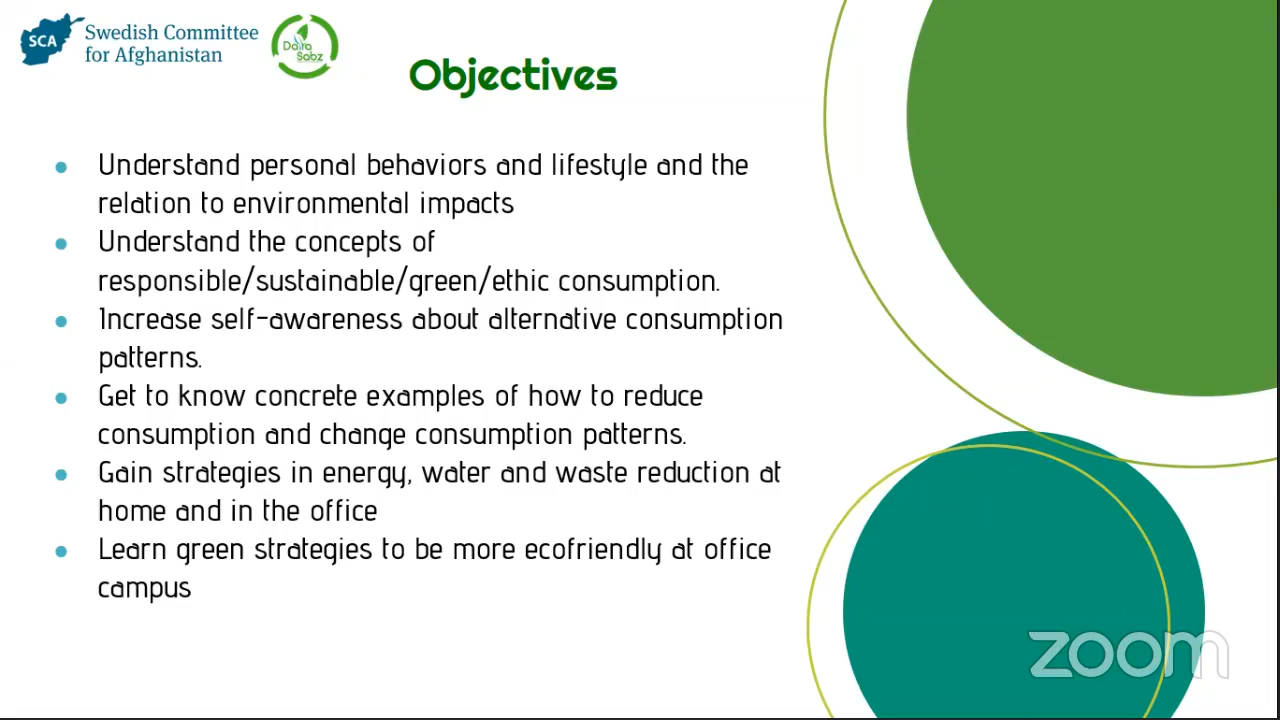 SCA
Swedish Committee
for Afghanistan
Daira
Sabz
Objectives
Understand personal behaviors and lifestyle and the
relation to environmental impacts
Understand the concepts of
responsible/sustainable/green/ethic consumption.
Increase self-awareness about alternative consumption
patterns.
Get to know concrete examples of how to reduce
consumption and change consumption patterns.
Gain strategies in energy, water and waste reduction at
home and in the office
Learn green strategies to be more ecofriendly at office
campus
zoom